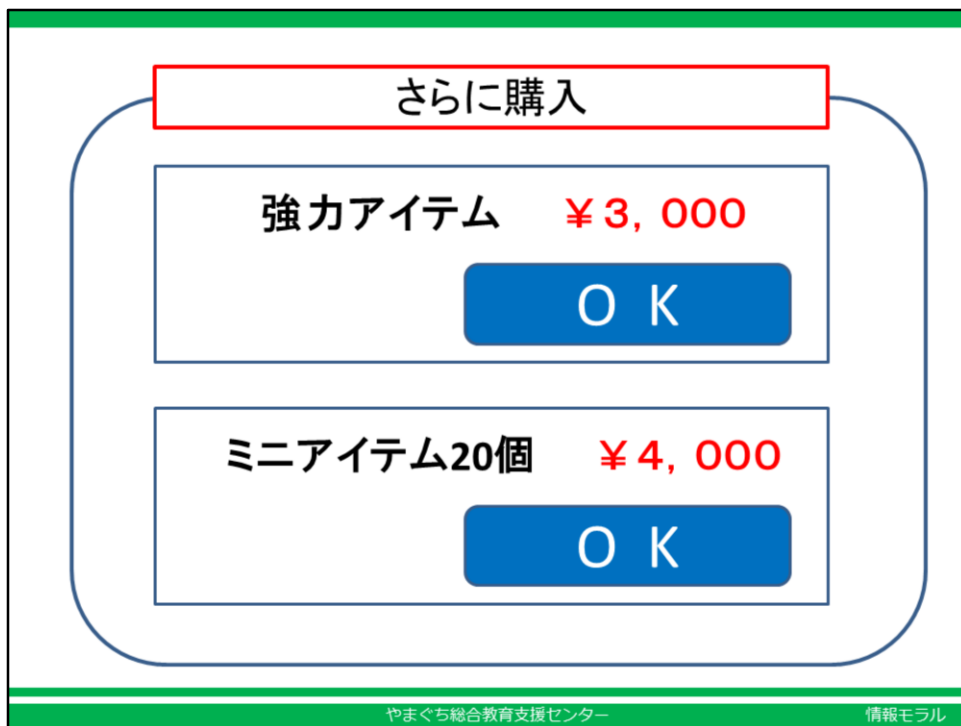 さらに購入
強力アイテム ¥3,000
OK
ミニアイテム20個 ¥4,000
OK
やまぐち総合教育支援センター 情報モラル